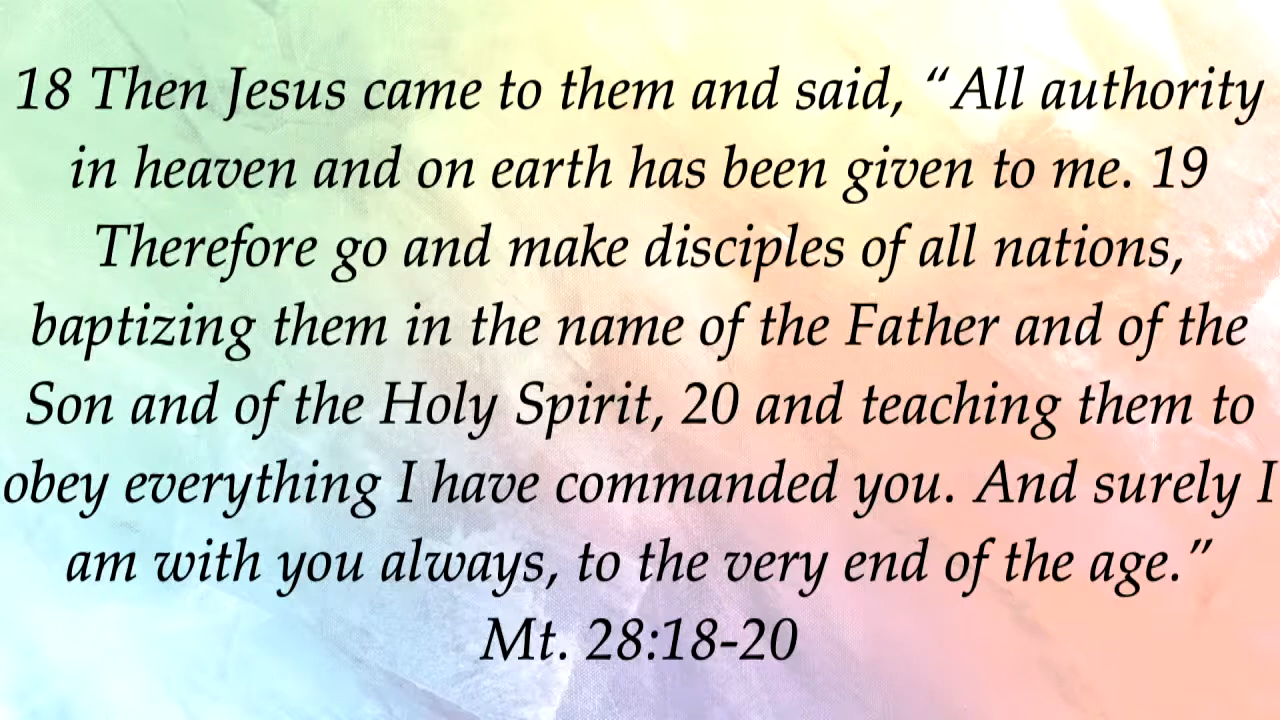 18 Then Jesus came to them and said, “All authority
in heaven and on earth has been given to me. 19
Therefore go and make disciples of all nations,
baptizing them in the name of the Father and of the
Son and of the Holy Spirit, 20 and teaching them to
obey everything I have commanded you. And surely I
am with you always, to the very end of the age.”
Mt. 28:18-20